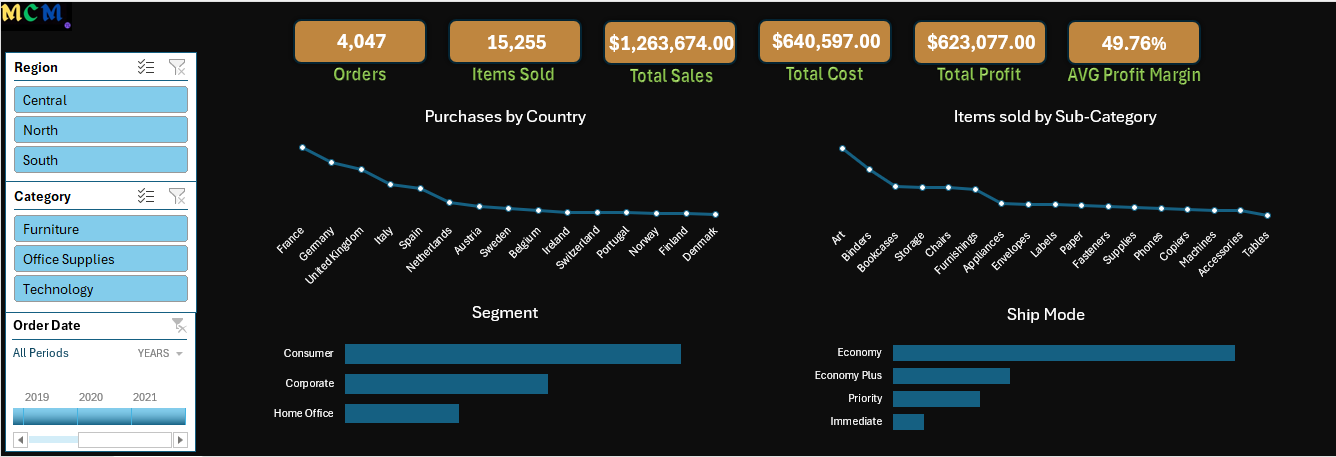 MCM.
4,047
15,255
$1,263,674.00
$640,597.00
$623,077.00
49.76%
Orders
Items Sold
Total Sales
Total Cost
Total Profit
AVG Profit Margin
Region
Central
North
South
Category
Furniture
Office Supplies
Technology
Order Date
All Periods
YEARS
2019
2020
2021
Purchases by Country
France
Germany
United Kingdom
Italy
Spain
Netherlands
Austria
Sweden
Belgium
Ireland
Switzerland
Portugal
Norway
Finland
Denmark
Items sold by Sub-Category
Art
Binders
Bookcases
Storage
Chairs
Furnishings
Appliances
Envelopes
Labels
Paper
Fasteners
Supplies
Phones
Copiers
Machines
Accessories
Tables
Segment
Consumer
Corporate
Home Office
Ship Mode
Economy
Economy Plus
Priority
Immediate